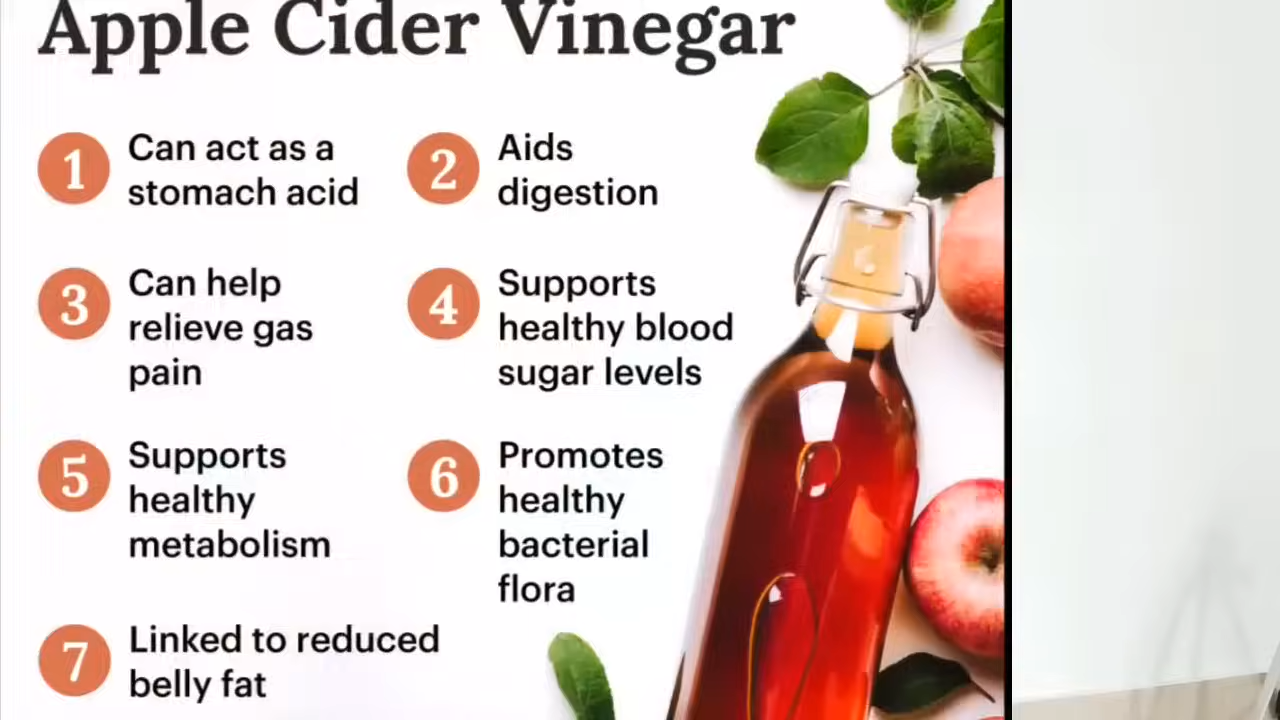 Apple Cider Vinegar
1 Can act as a
stomach acid
2 Aids
digestion
3 Can help
relieve gas
pain
4 Supports
healthy blood
sugar levels
5 Supports
healthy
metabolism
6 Promotes
healthy
bacterial
flora
7 Linked to reduced
belly fat